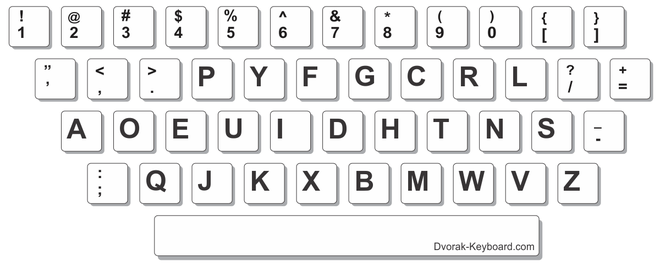 ! @ # $ % ^ & * ( ) { }
1 2 3 4 5 6 7 8 9 0 [ ]
” < > P Y F G C R L ? +
' , . / =
A O E U I D H T N S _
-
: Q J K X B M W V Z
;
Dvorak-Keyboard.com